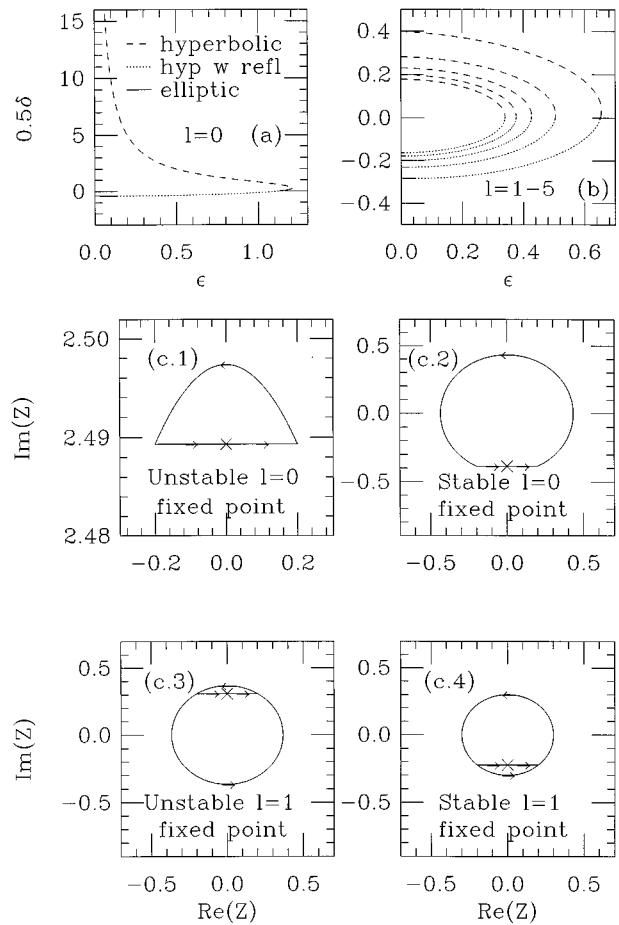 15
10
5
0
0.5δ
hyperbolic
hyp w refl
elliptic
l=0 (a)
0.0 0.5 1.0
ϵ
0.4
0.2
0.0
−0.2
−0.4
l=1−5 (b)
0.0 0.2 0.4 0.6
ϵ
2.50
2.49
2.48
Im(Z)
(c.1)
Unstable l=0
fixed point
−0.2 0.0 0.2
0.5
0.0
−0.5
(c.2)
Stable l=0
fixed point
−0.5 0.0 0.5
0.5
0.0
−0.5
Im(Z)
(c.3)
Unstable l=1
fixed point
−0.5 0.0 0.5
Re(Z)
0.5
0.0
−0.5
(c.4)
Stable l=1
fixed point
−0.5 0.0 0.5
Re(Z)